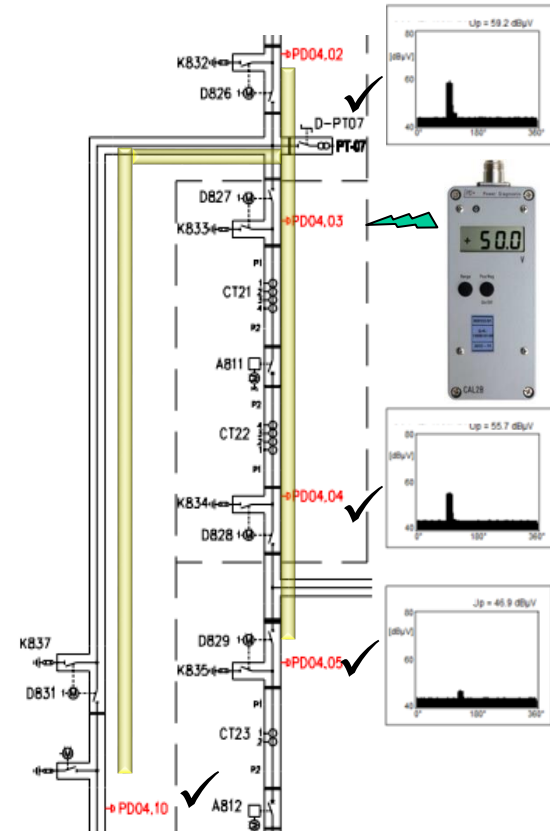 Up = 59.2 dBµV
80
[dBµV]
60
40
0°
180°
360°
PD04.02
K832
D826
M
D-PT07
PT-07
D827
M
K833
PD04.03
+ 50.0
V
CAL2B
P1
CT21
1
2
3
4
P2
A811
P2
CT22
4
3
2
1
P1
Up = 55.7 dBµV
80
[dBµV]
60
40
0°
180°
360°
PD04.04
K834
D828
M
Jp = 46.9 dBµV
80
[dBµV]
60
40
0°
180°
360°
D829
M
K835
PD04.05
K837
D831
M
P1
CT23
1
2
P2
M
PD04.10
A812